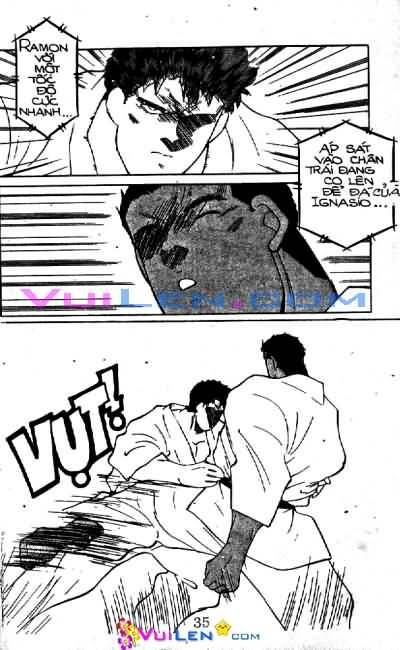 RAMON
VỚI
MỘT
TỐC
ĐỘ
CỰC
NHANH...
ÁP SÁT
VÀO CHÂN
TRÁI ĐANG
CO LÊN
ĐỂ ĐÁ CỦA
IGNASIO...
VUILEN.COM
VỤT!
35
VUILEN.COM